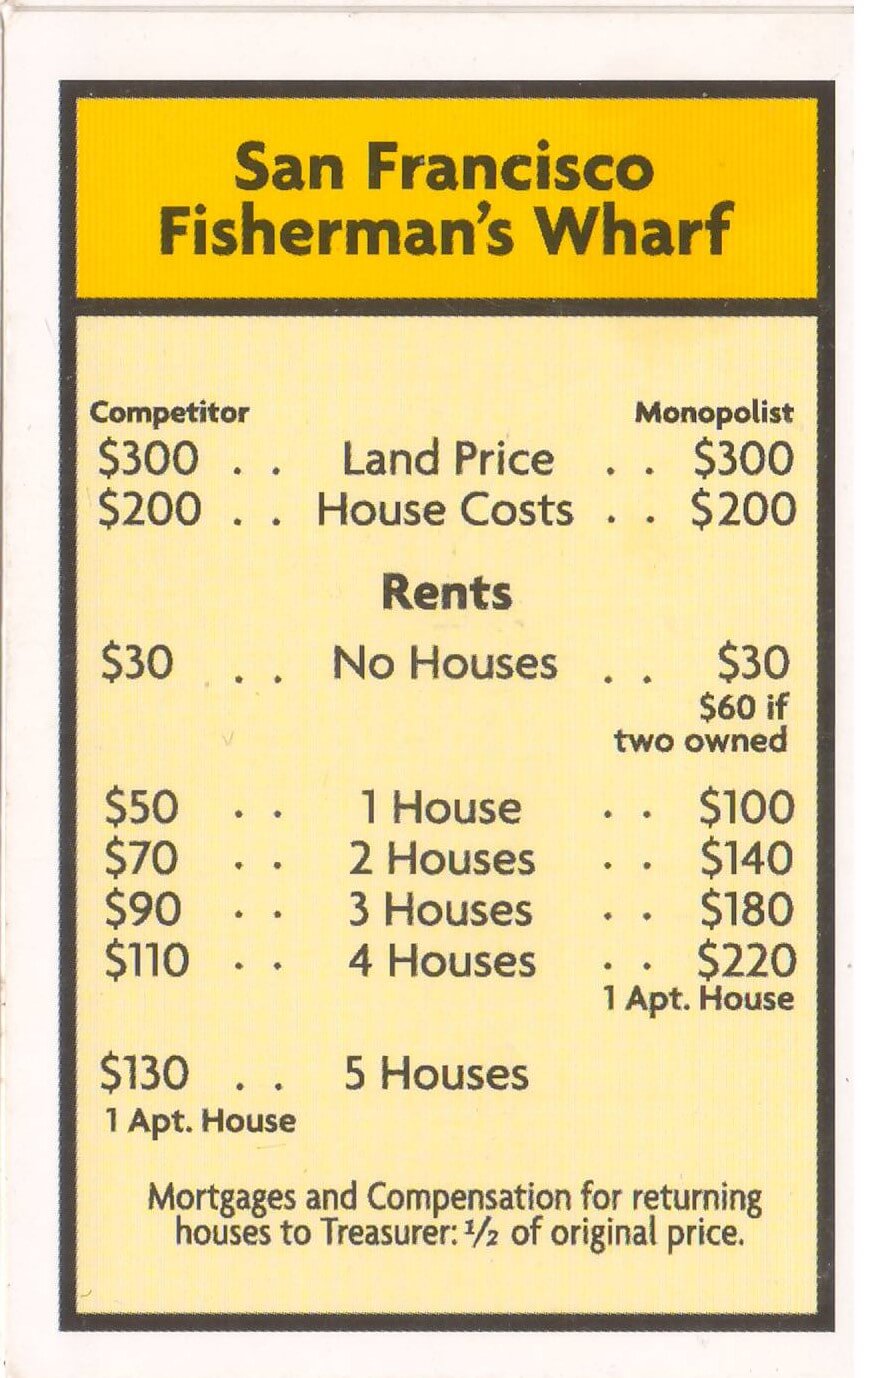 San Francisco
Fisherman's Wharf
Competitor Monopolist
$300 . . Land Price . . $300
$200 . . House Costs . . $200
Rents
$30 . . No Houses . . $30
$60 if
two owned
$50 . . 1 House . . $100
$70 . . 2 Houses . . $140
$90 . . 3 Houses . . $180
$110 . . 4 Houses . . $220
1 Apt. House
$130 . . 5 Houses
1 Apt. House
Mortgages and Compensation for returning
houses to Treasurer: ½ of original price.